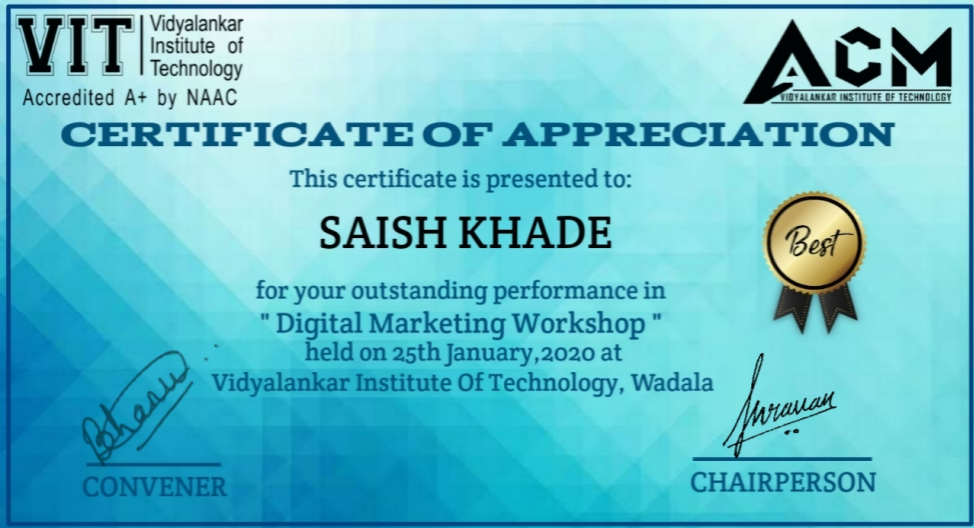 VIT
Vidyalankar
Institute of
Technology
Accredited A+ by NAAC
ACM
VIDYALANKAR INSTITUTE OF TECHNOLOGY
CERTIFICATE OF APPRECIATION
This certificate is presented to:
SAISH KHADE
Best
for your outstanding performance in
" Digital Marketing Workshop "
held on 25th January,2020 at
Vidyalankar Institute Of Technology, Wadala
CONVENER
CHAIRPERSON